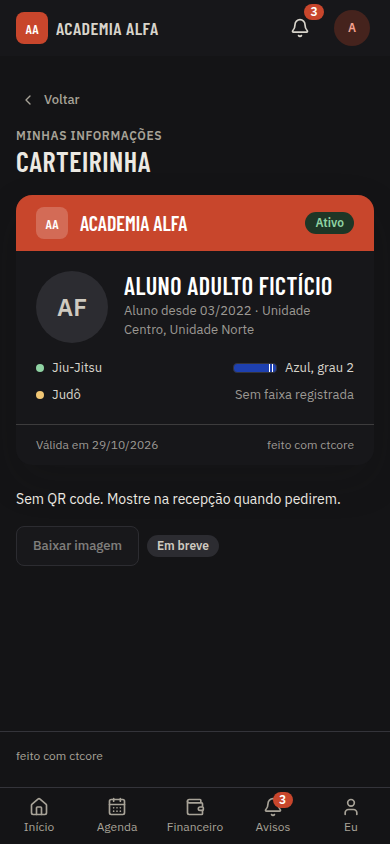 AA ACADEMIA ALFA 3 A
Voltar
MINHAS INFORMAÇÕES
CARTEIRINHA
AA ACADEMIA ALFA Ativo
AF
ALUNO ADULTO FICTÍCIO
Aluno desde 03/2022 · Unidade
Centro, Unidade Norte
Jiu-Jitsu Azul, grau 2
Judô Sem faixa registrada
Válida em 29/10/2026 feito com ctcore
Sem QR code. Mostre na recepção quando pedirem.
Baixar imagem Em breve
feito com ctcore
3
Início Agenda Financeiro Avisos Eu